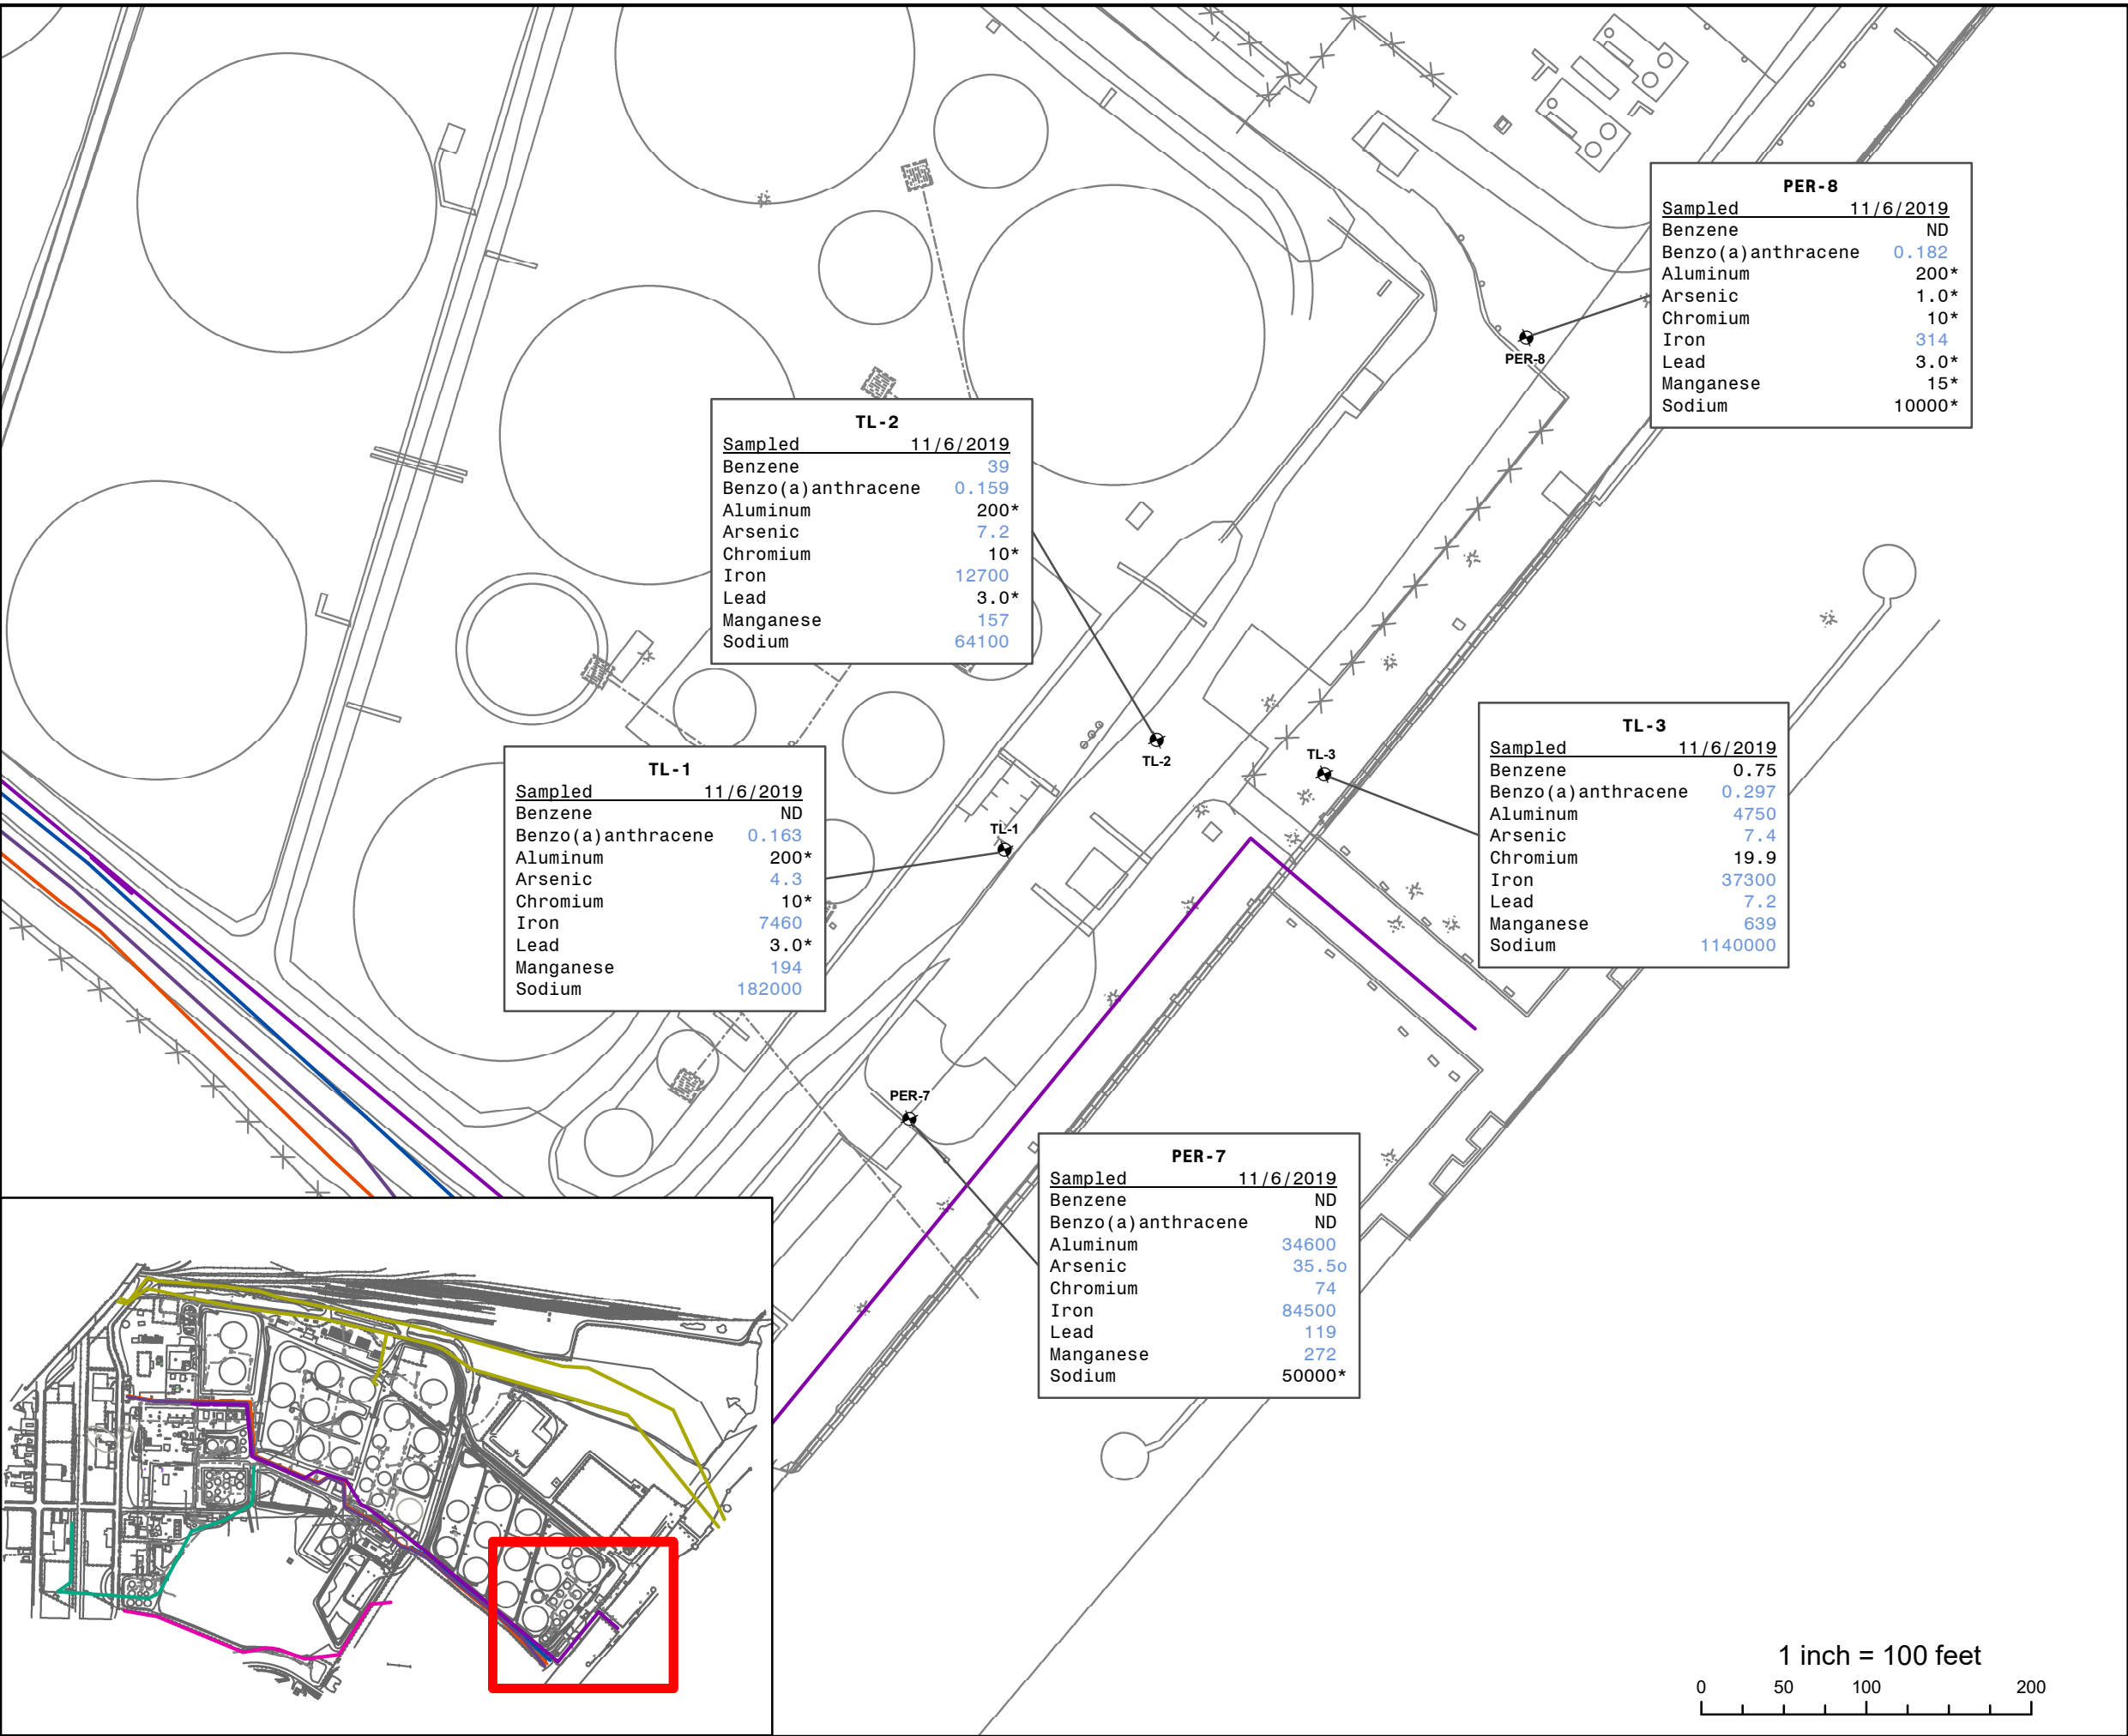 PER-8
Sampled 11/6/2019
Benzene ND
Benzo(a)anthracene 0.182
Aluminum 200*
Arsenic 1.0*
Chromium 10*
Iron 314
Lead 3.0*
Manganese 15*
Sodium 10000*
PER-8
TL-2
Sampled 11/6/2019
Benzene 39
Benzo(a)anthracene 0.159
Aluminum 200*
Arsenic 7.2
Chromium 10*
Iron 12700
Lead 3.0*
Manganese 157
Sodium 64100
TL-2
TL-3
TL-3
Sampled 11/6/2019
Benzene 0.75
Benzo(a)anthracene 0.297
Aluminum 4750
Arsenic 7.4
Chromium 19.9
Iron 37300
Lead 7.2
Manganese 639
Sodium 1140000
TL-1
Sampled 11/6/2019
Benzene ND
Benzo(a)anthracene 0.163
Aluminum 200*
Arsenic 4.3
Chromium 10*
Iron 7460
Lead 3.0*
Manganese 194
Sodium 182000
TL-1
PER-7
PER-7
Sampled 11/6/2019
Benzene ND
Benzo(a)anthracene ND
Aluminum 34600
Arsenic 35.5o
Chromium 74
Iron 84500
Lead 119
Manganese 272
Sodium 50000*
1 inch = 100 feet
0 50 100 200